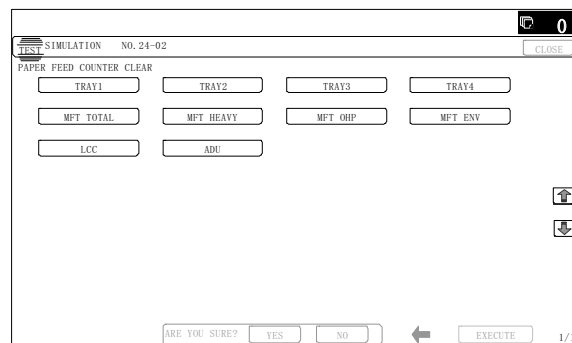 0
TEST SIMULATION NO. 24-02 CLOSE
PAPER FEED COUNTER CLEAR
TRAY1 TRAY2 TRAY3 TRAY4
MFT TOTAL MFT HEAVY MFT OHP MFT ENV
LCC ADU
ARE YOU SURE? YES NO EXECUTE